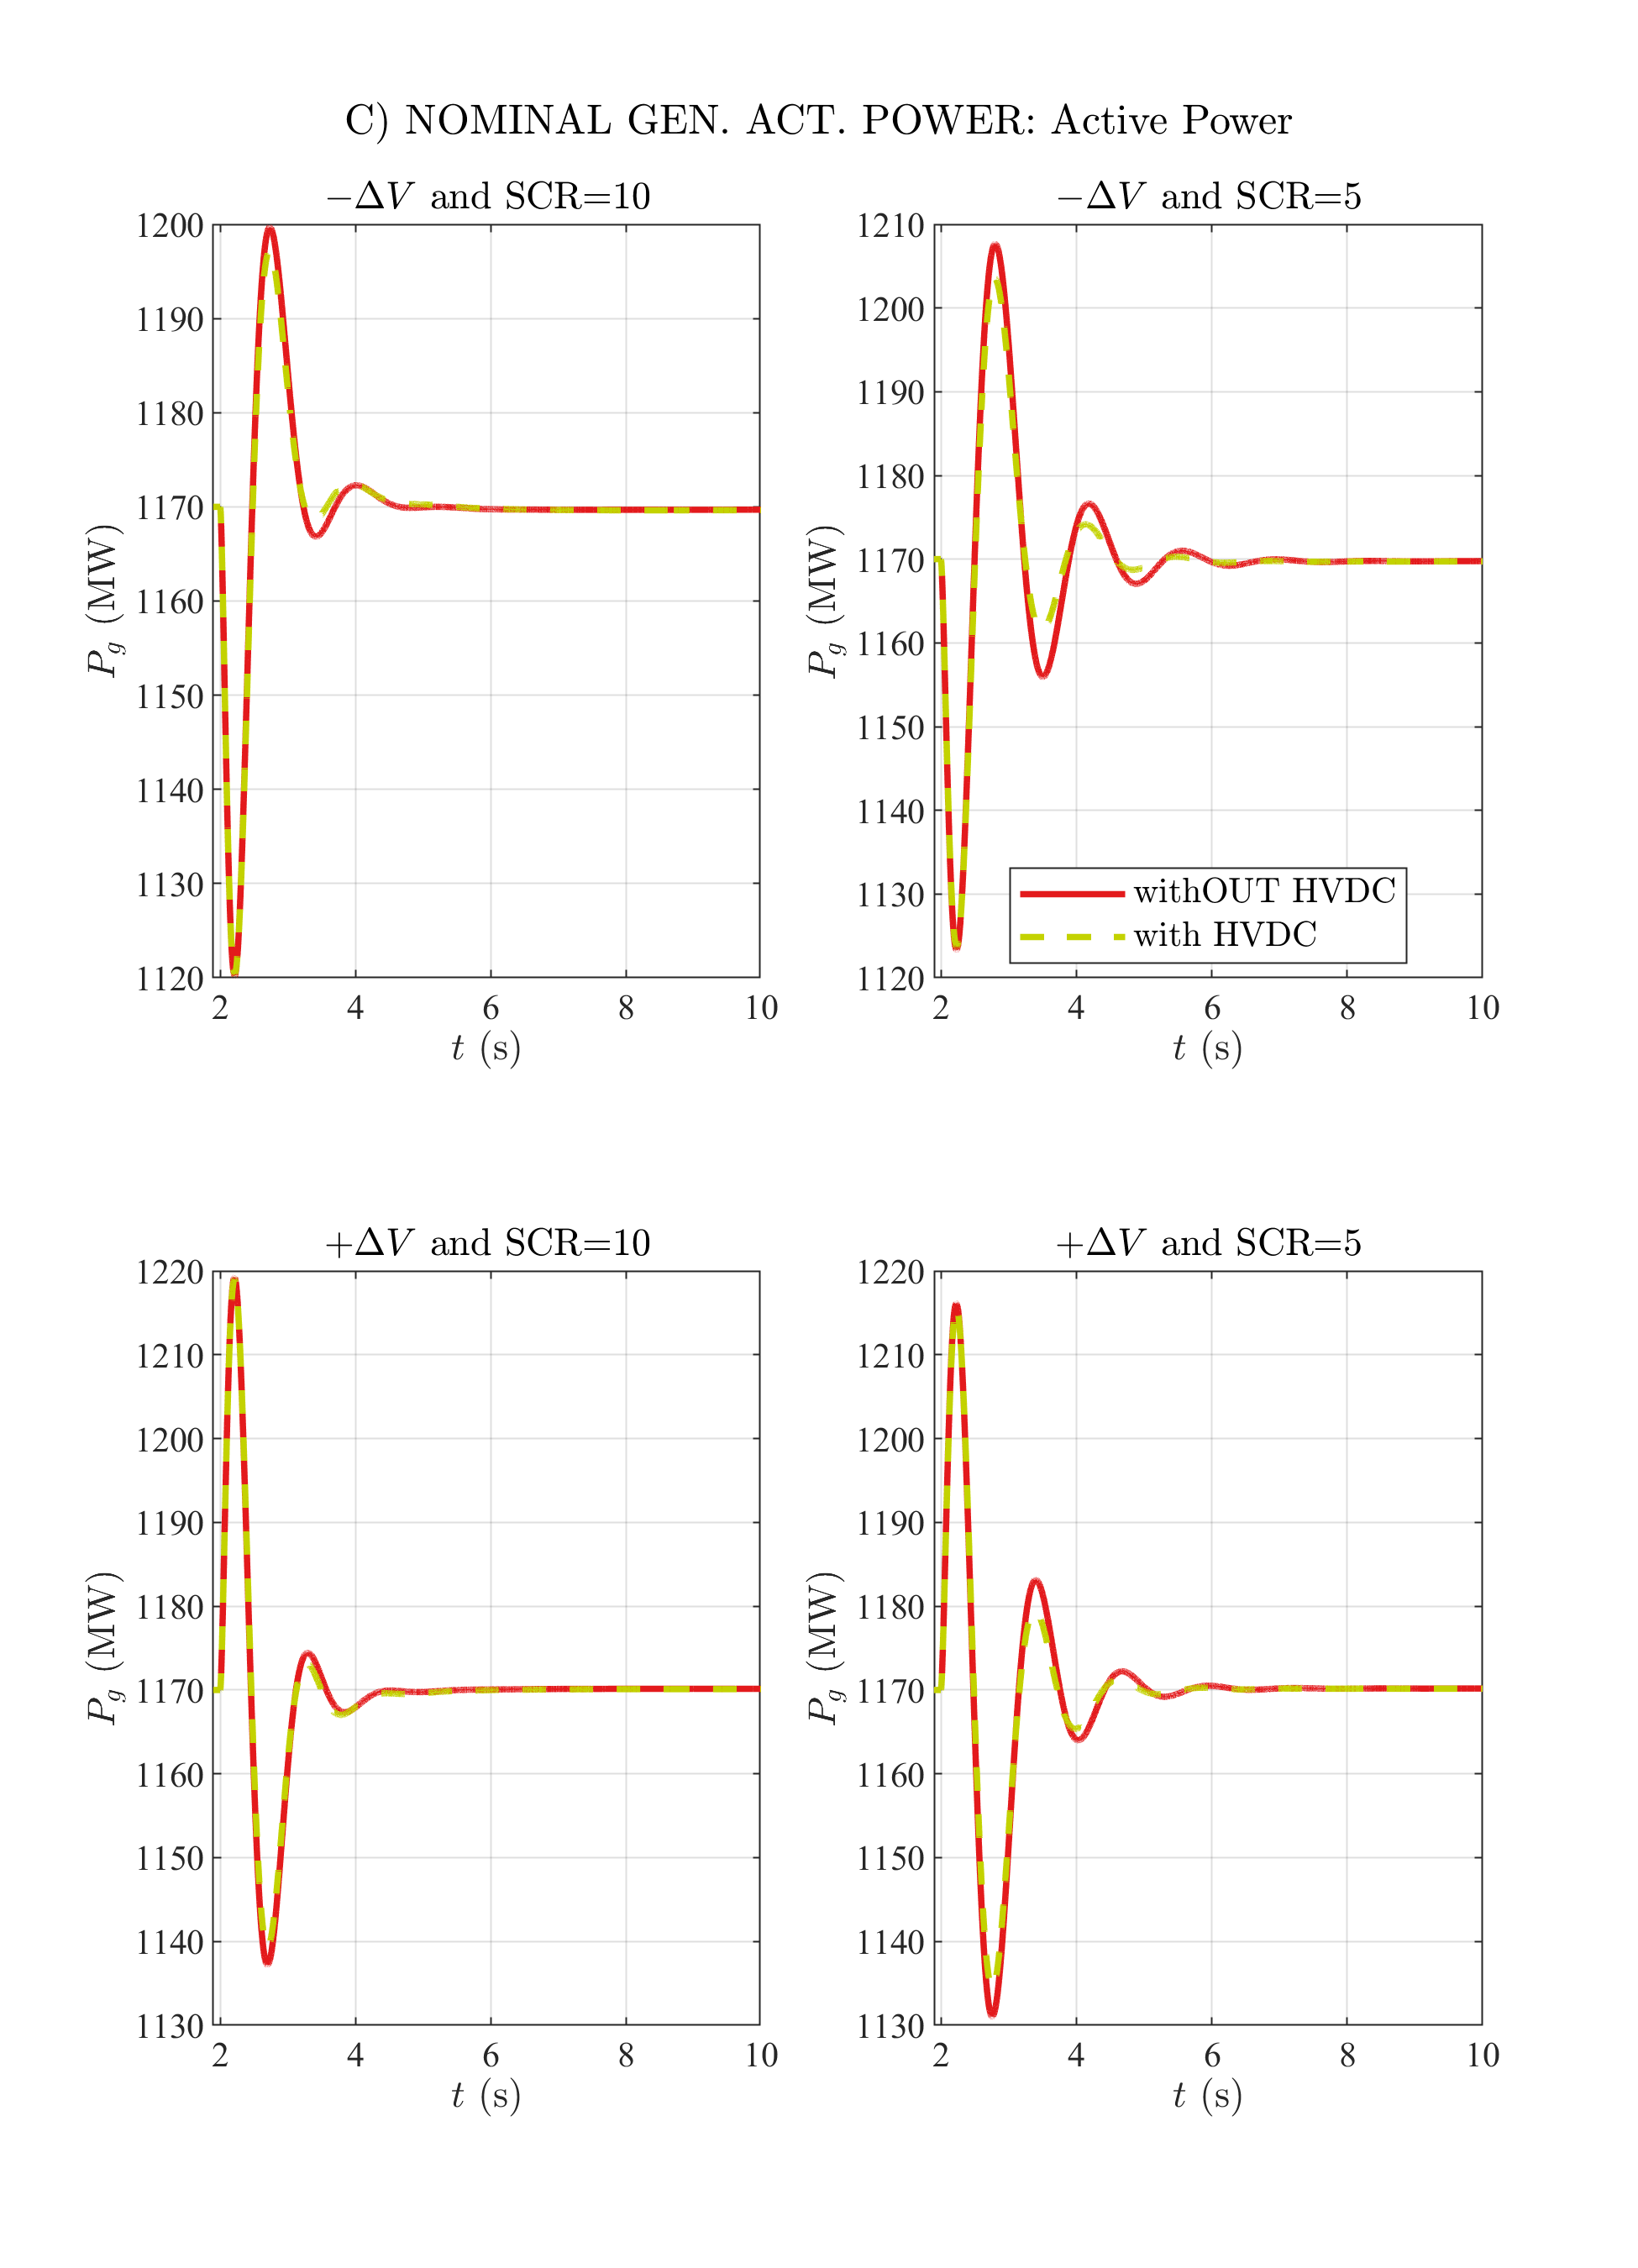 C) NOMINAL GEN. ACT. POWER: Active Power
−ΔV and SCR=10
1200
1190
1180
1170
1160
1150
1140
1130
1120
P_g (MW)
2 4 6 8 10
t (s)
−ΔV and SCR=5
1210
1200
1190
1180
1170
1160
1150
1140
1130
1120
P_g (MW)
withOUT HVDC
with HVDC
2 4 6 8 10
t (s)
+ΔV and SCR=10
1220
1210
1200
1190
1180
1170
1160
1150
1140
1130
P_g (MW)
2 4 6 8 10
t (s)
+ΔV and SCR=5
1220
1210
1200
1190
1180
1170
1160
1150
1140
1130
P_g (MW)
2 4 6 8 10
t (s)